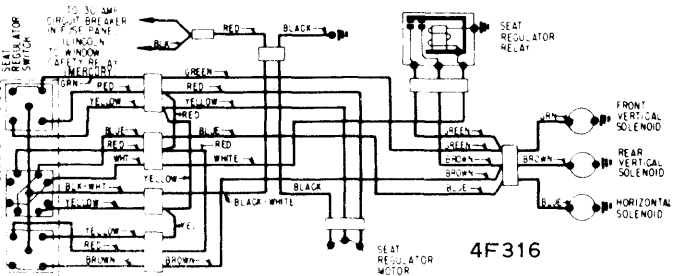 TO 30 AMP
CIRCUIT BREAKER
IN FUSE PANEL
(LINCOLN
TO WINDOW
SAFETY RELAY
(MERCURY)
SEAT
REGULATOR
SWITCH
RED
BLK
BLACK
SEAT
REGULATOR
RELAY
GRN
GREEN
RED
RED
YELLOW
YELLOW
RED
BLUE
BLUE
RED
RED
WHT
WHITE
YELLOW
BLK-WHT
BLACK
YELLOW
BLACK-WHITE
YELLOW
YEL
RED
BROWN
BROWN
GREEN
GREEN
BROWN
BROWN
BLUE
GRN
BROWN
BLUE
FRONT
VERTICAL
SOLENOID
REAR
VERTICAL
SOLENOID
HORIZONTAL
SOLENOID
SEAT
REGULATOR
MOTOR
4F316